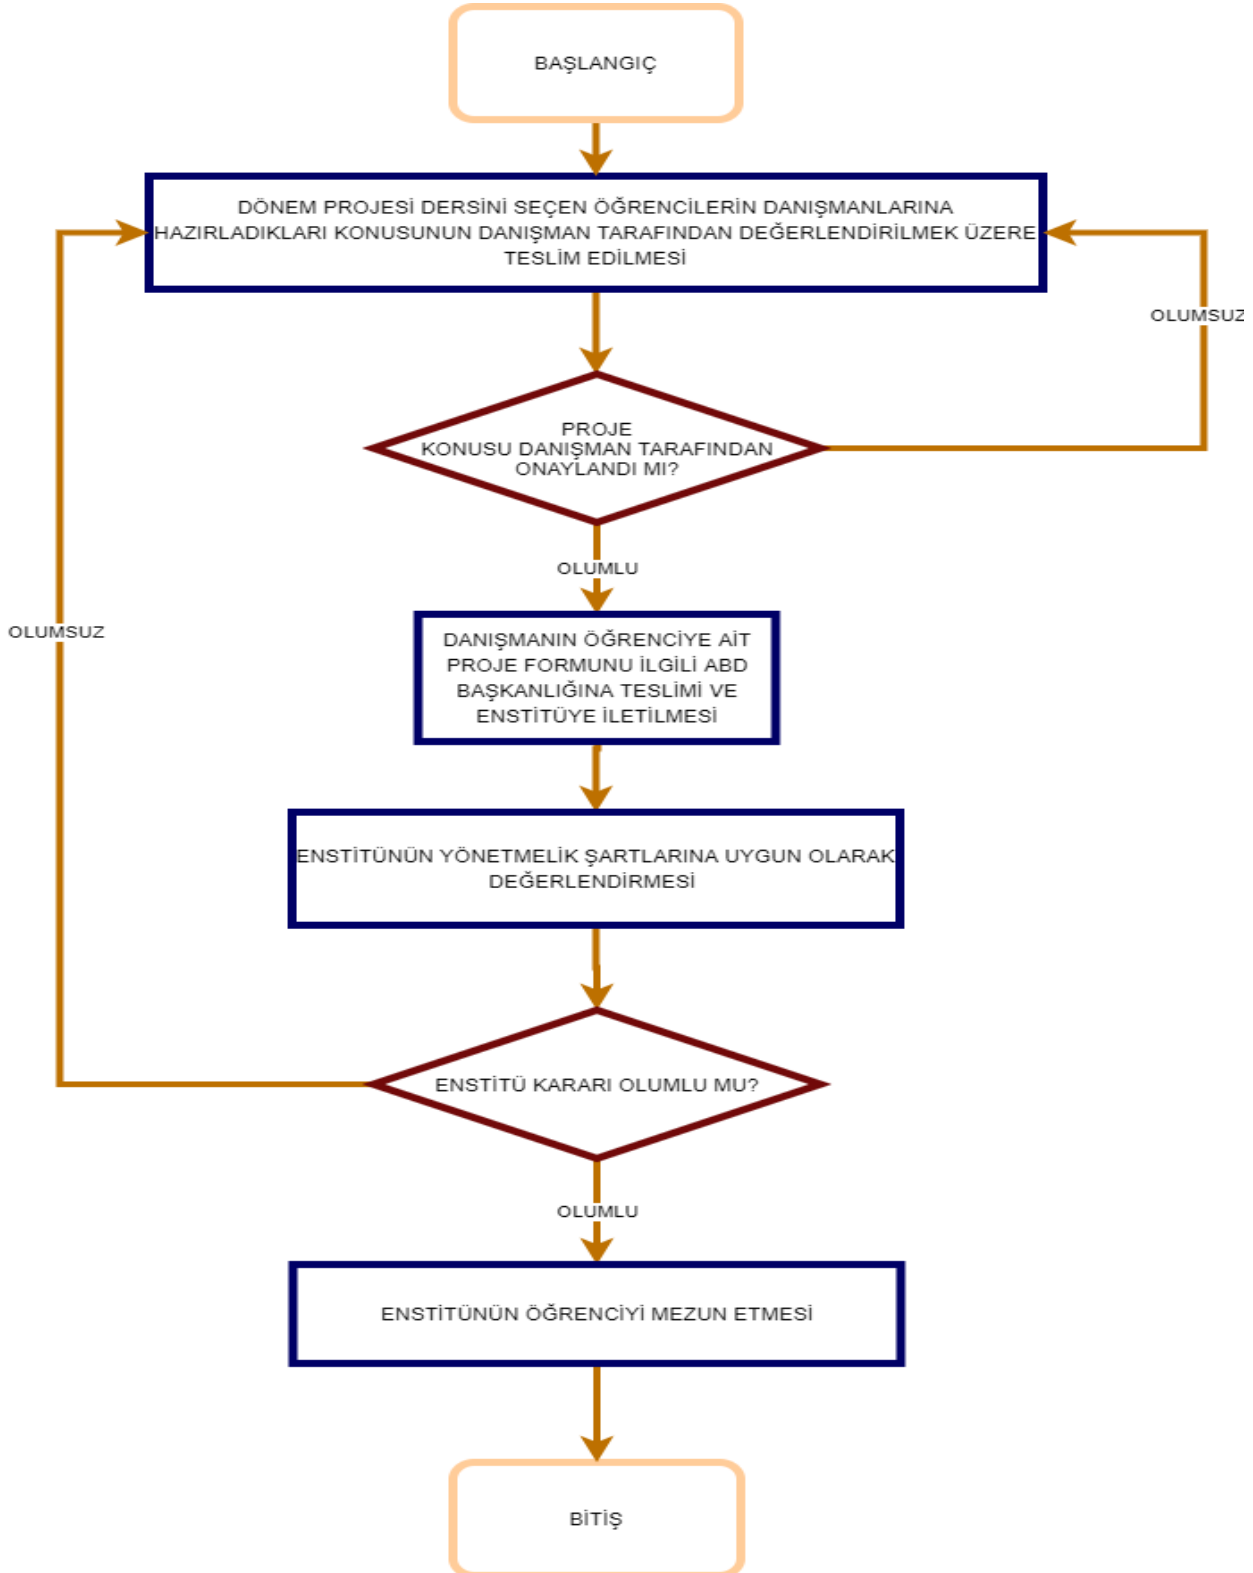 BAŞLANGIÇ
DÖNEM PROJESİ DERSİNİ SEÇEN ÖĞRENCİLERİN DANIŞMANLARINA
HAZIRLADIKLARI KONUSUNUN DANIŞMAN TARAFINDAN DEĞERLENDİRİLMEK ÜZERE
TESLİM EDİLMESİ
OLUMSUZ
PROJE
KONUSU DANIŞMAN TARAFINDAN
ONAYLANDI MI?
OLUMLU
OLUMSUZ
DANIŞMANIN ÖĞRENCİYE AİT
PROJE FORMUNU İLGİLİ ABD
BAŞKANLIĞINA TESLİMİ VE
ENSTİTÜYE İLETİLMESİ
ENSTİTÜNÜN YÖNETMELİK ŞARTLARINA UYGUN OLARAK
DEĞERLENDİRMESİ
ENSTİTÜ KARARI OLUMLU MU?
OLUMLU
ENSTİTÜNÜN ÖĞRENCİYİ MEZUN ETMESİ
BİTİŞ